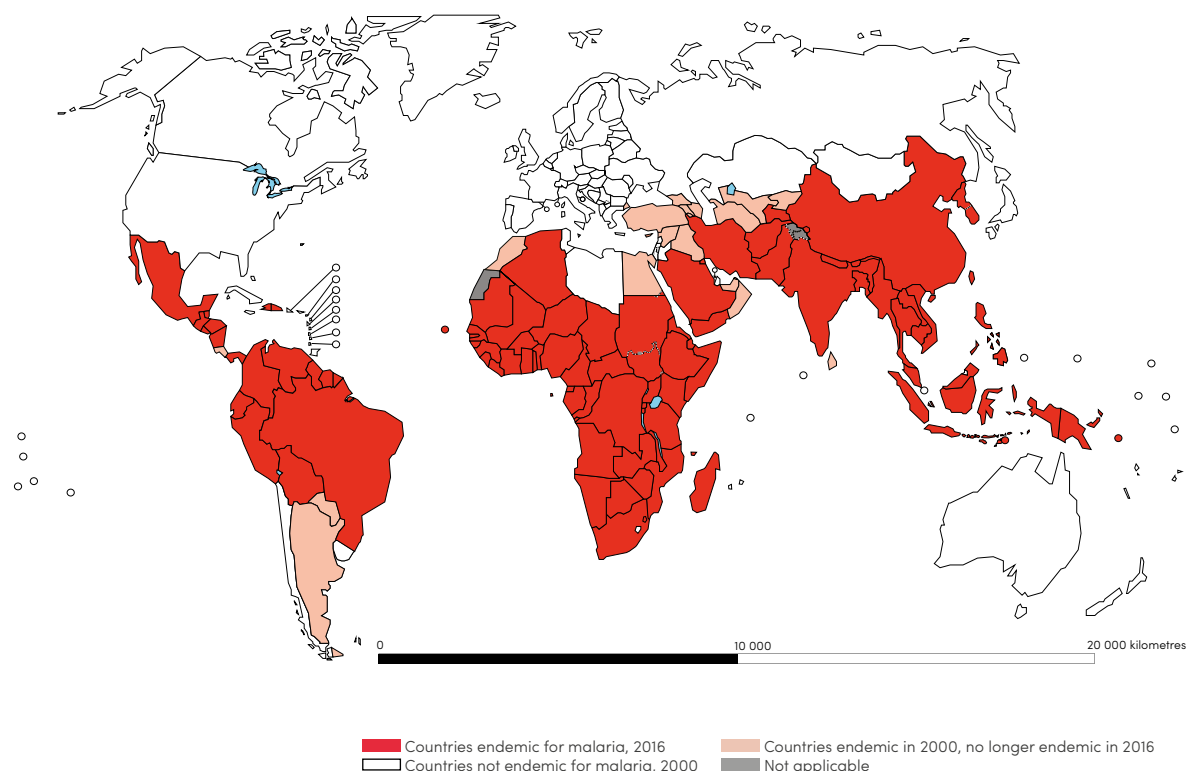 0 10 000 20 000 kilometres
Countries endemic for malaria, 2016 Countries endemic in 2000, no longer endemic in 2016
Countries not endemic for malaria, 2000 Not applicable